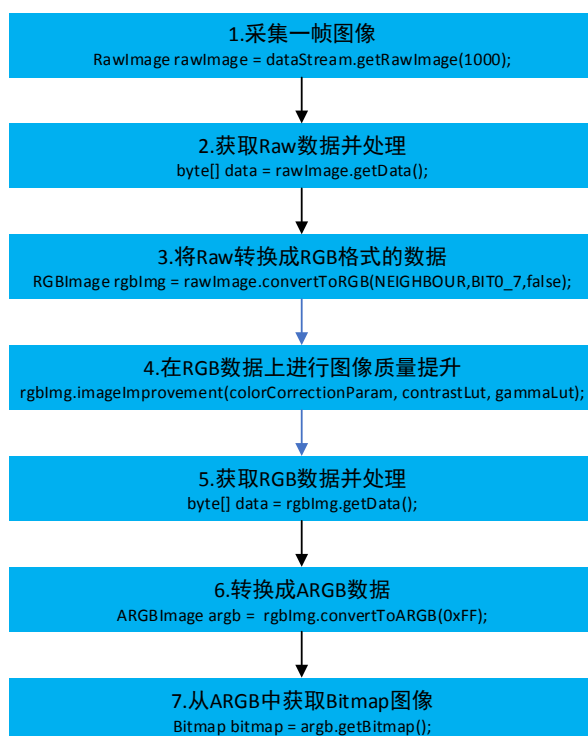 1.采集一帧图像
RawImage rawImage = dataStream.getRawImage(1000);
2.获取Raw数据并处理
byte[] data = rawImage.getData();
3.将Raw转换成RGB格式的数据
RGBImage rgbImg = rawImage.convertToRGB(NEIGHBOUR,BIT0_7,false);
4.在RGB数据上进行图像质量提升
rgbImg.imageImprovement(colorCorrectionParam, contrastLut, gammaLut);
5.获取RGB数据并处理
byte[] data = rgbImg.getData();
6.转换成ARGB数据
ARGBImage argb = rgbImg.convertToARGB(0xFF);
7.从ARGB中获取Bitmap图像
Bitmap bitmap = argb.getBitmap();